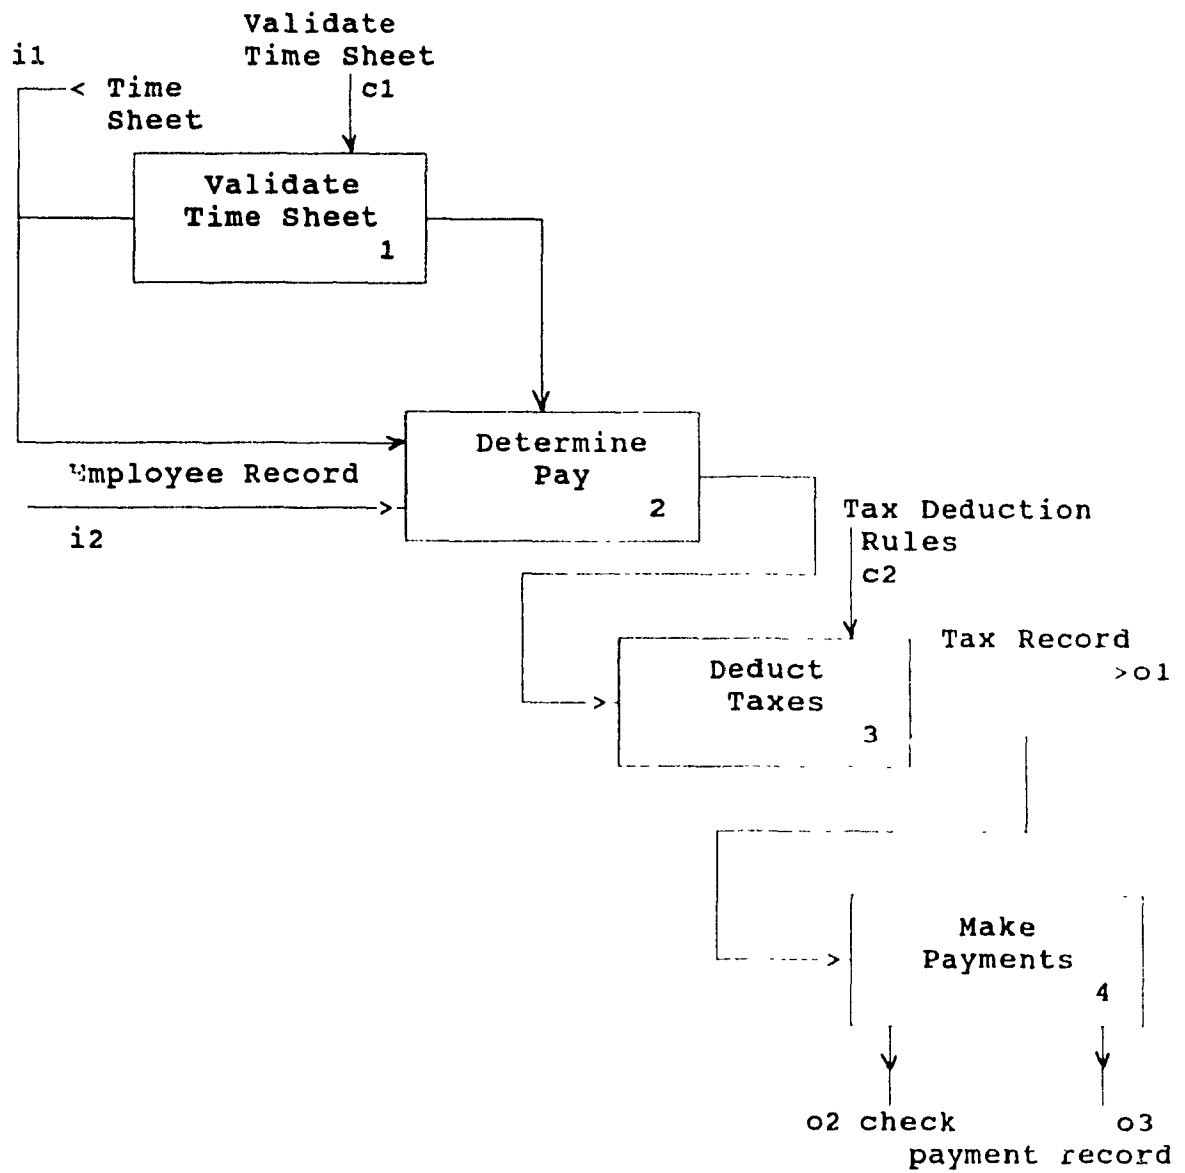 Validate
Time Sheet
i1
< Time
Sheet
c1
Validate
Time Sheet
1
Employee Record
i2
Determine
Pay
2
Tax Deduction
Rules
c2
Tax Record
>o1
Deduct
Taxes
3
Make
Payments
4
o2 check
o3
payment record